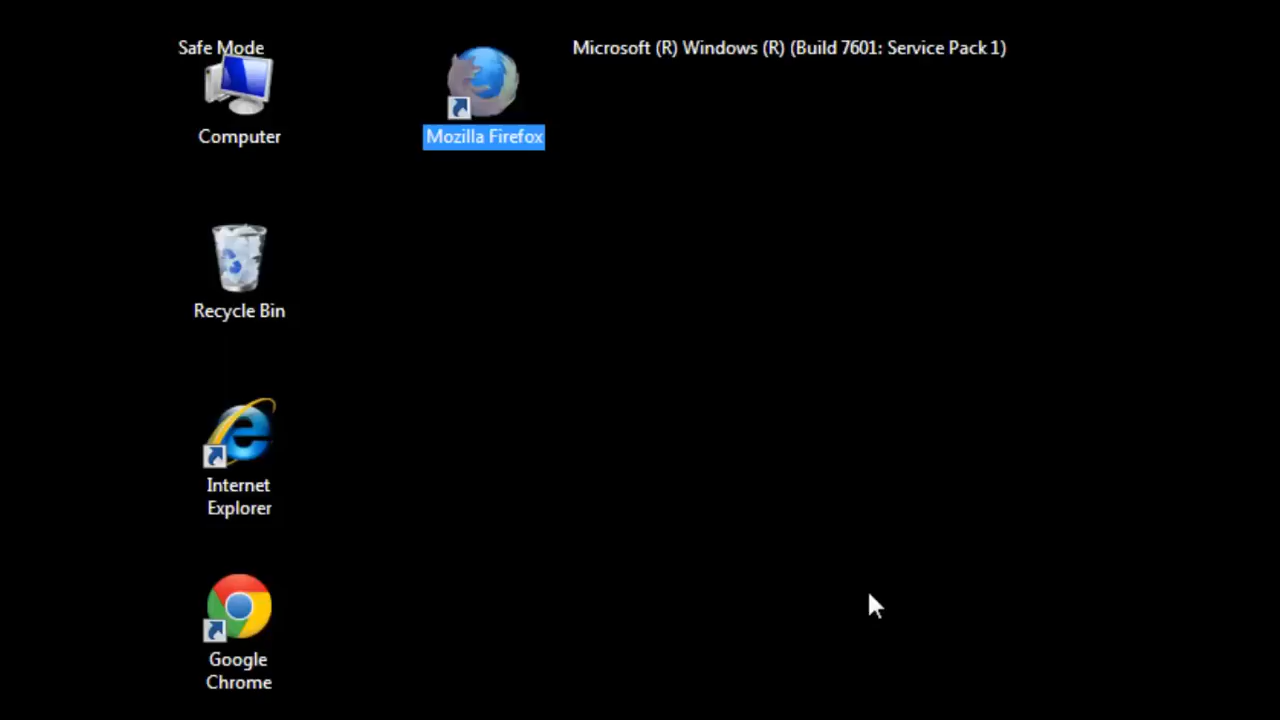 Safe Mode
Microsoft (R) Windows (R) (Build 7601: Service Pack 1)
Computer
Mozilla Firefox
Recycle Bin
Internet
Explorer
Google
Chrome